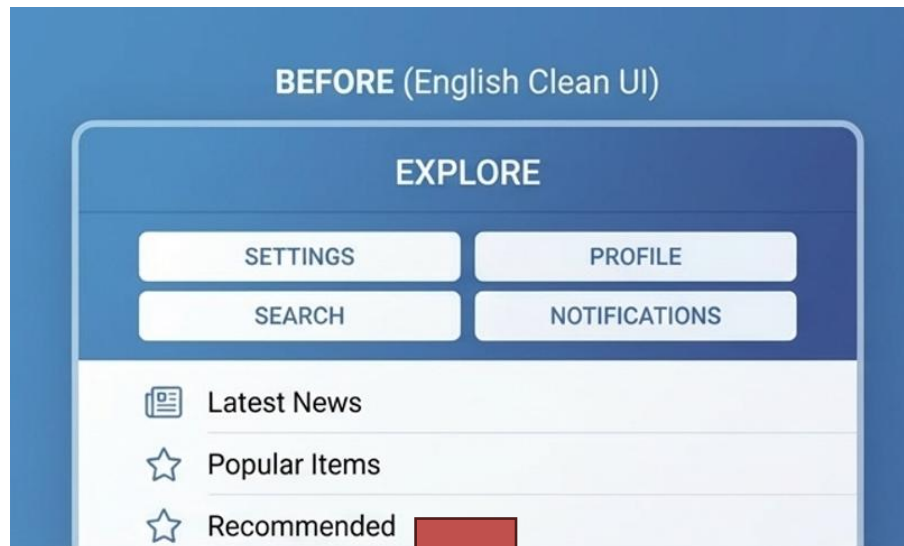 BEFORE (English Clean UI)
EXPLORE
SETTINGS PROFILE
SEARCH NOTIFICATIONS
Latest News
Popular Items
Recommended